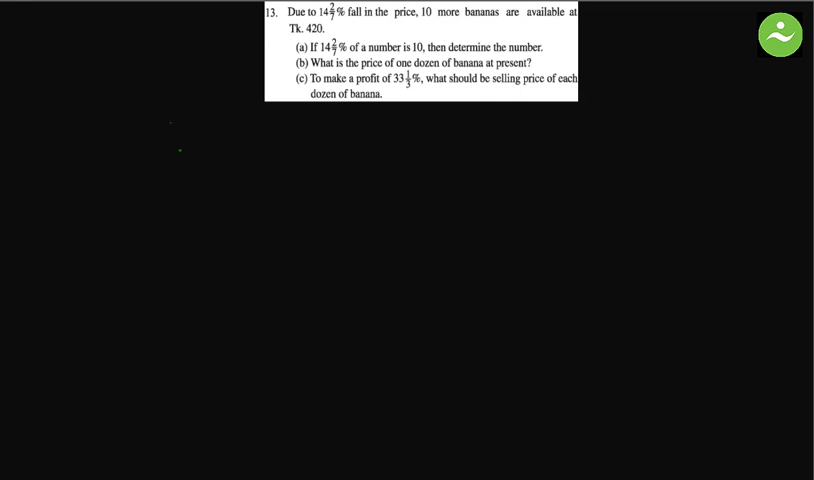 13. Due to 14 2/7 % fall in the price, 10 more bananas are available at
Tk. 420.
(a) If 14 2/7 % of a number is 10, then determine the number.
(b) What is the price of one dozen of banana at present?
(c) To make a profit of 33 1/3 %, what should be selling price of each
dozen of banana.